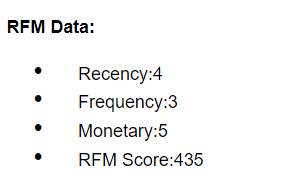 RFM Data:
• Recency:4
• Frequency:3
• Monetary:5
• RFM Score:435